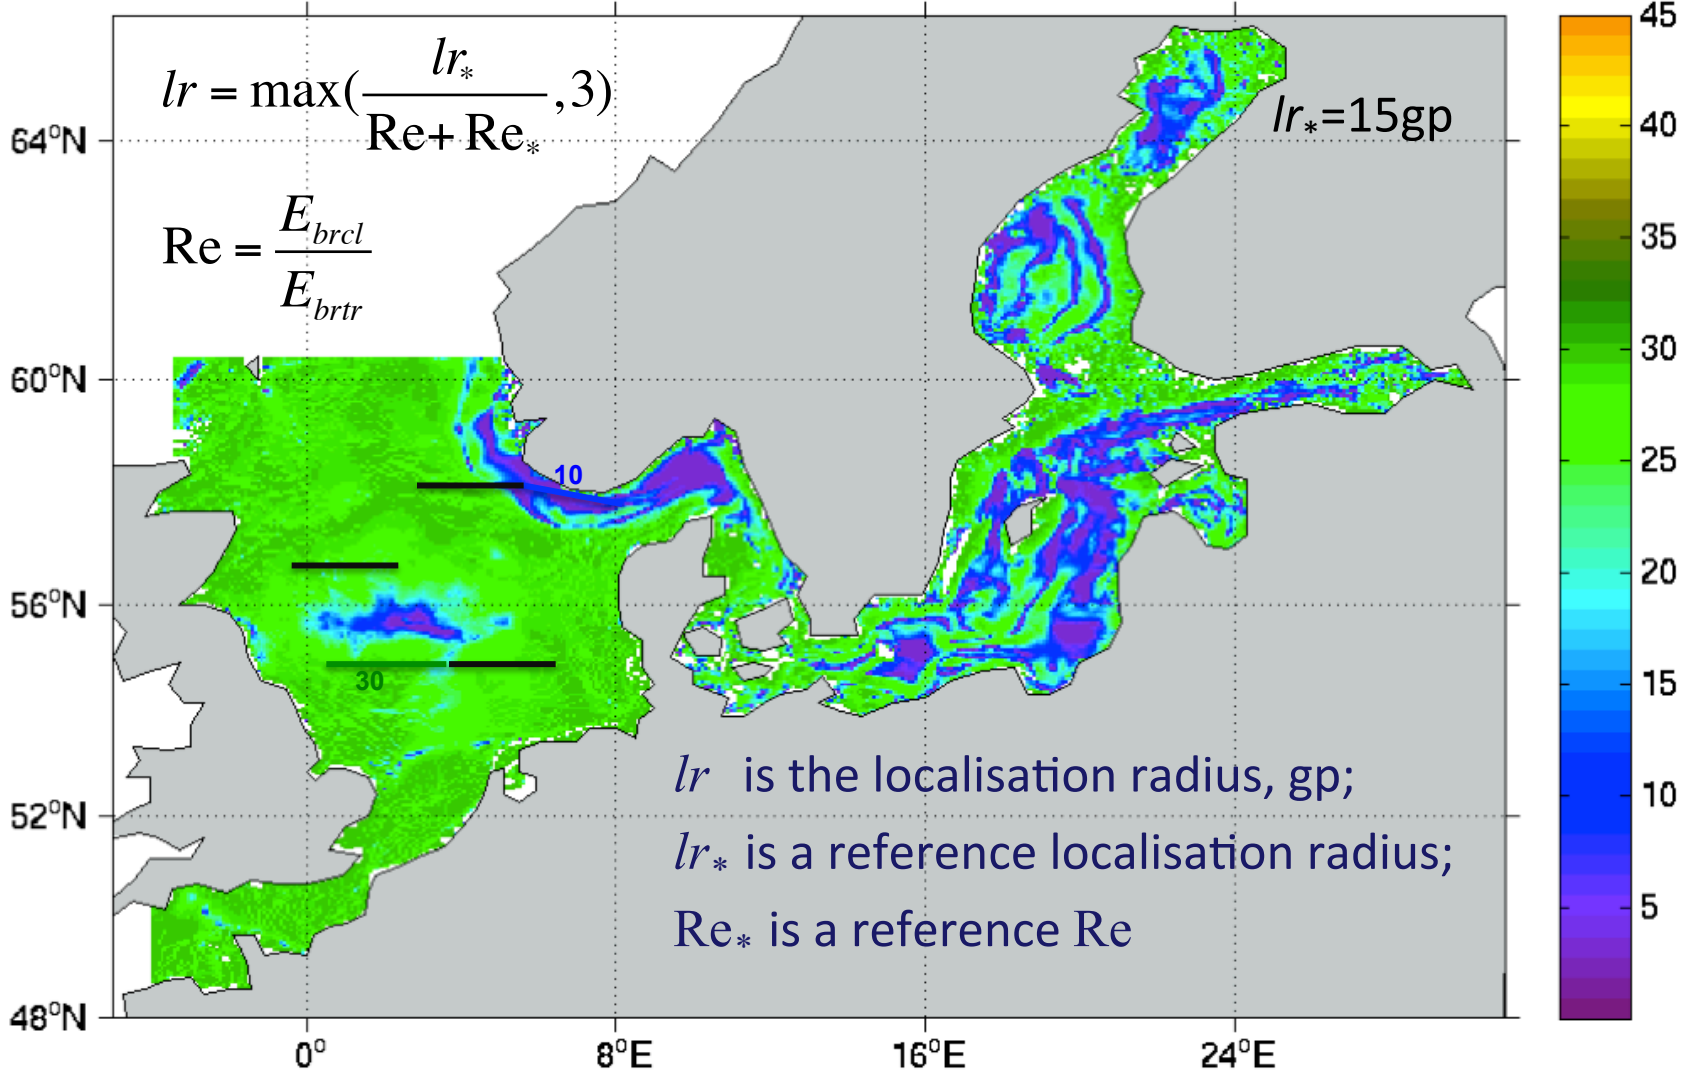 lr = max(lr*/Re+ Re*, 3)
lr*=15gp
Re = E_brcl/E_brtr
10
30
lr is the localisation radius, gp;
lr* is a reference localisation radius;
Re* is a reference Re
64°N
60°N
56°N
52°N
48°N
0°
8°E
16°E
24°E
45
40
35
30
25
20
15
10
5